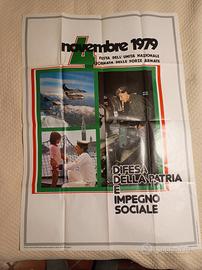 4 novembre 1979
FESTA DELL'UNITÀ NAZIONALE
GIORNATA DELLE FORZE ARMATE
DIFESA
DELLA PATRIA
E
IMPEGNO
SOCIALE